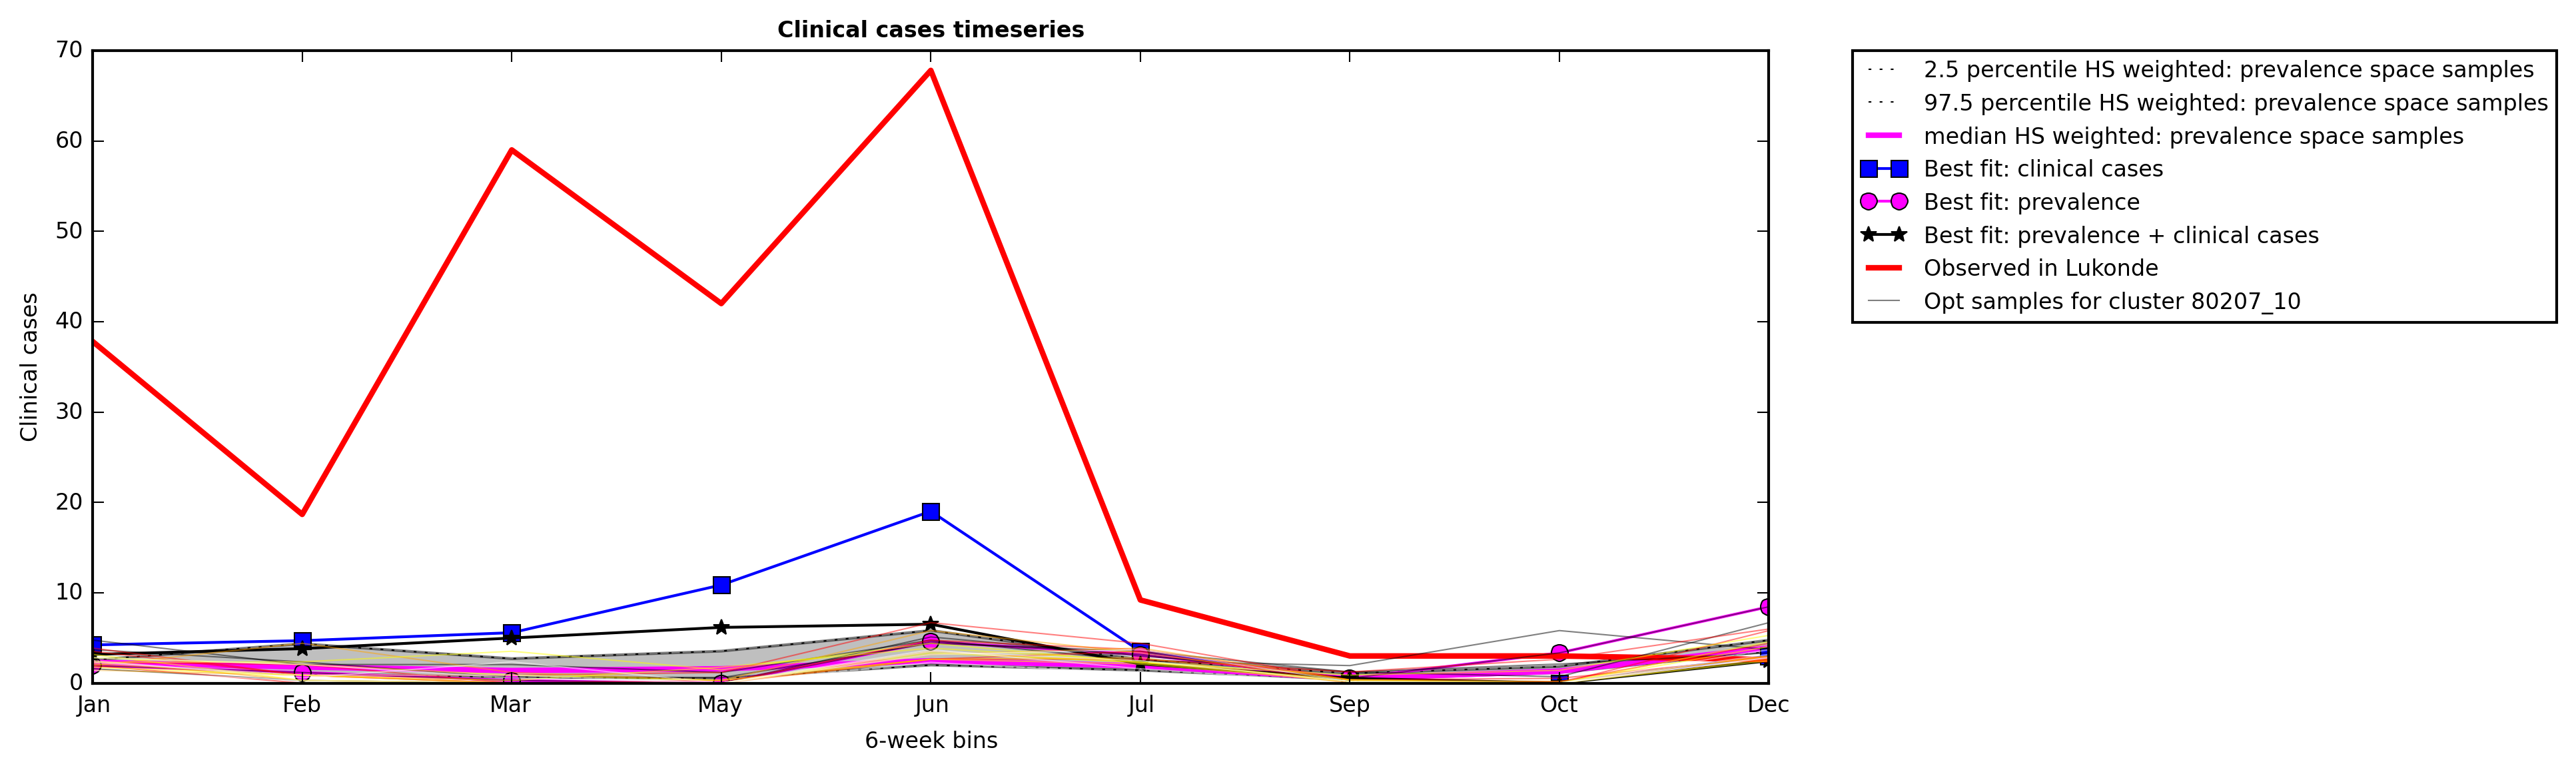 Clinical cases timeseries
70
60
50
40
30
20
10
0
Clinical cases
Jan Feb Mar May Jun Jul Sep Oct Dec
6-week bins
2.5 percentile HS weighted: prevalence space samples
97.5 percentile HS weighted: prevalence space samples
median HS weighted: prevalence space samples
Best fit: clinical cases
Best fit: prevalence
Best fit: prevalence + clinical cases
Observed in Lukonde
Opt samples for cluster 80207_10